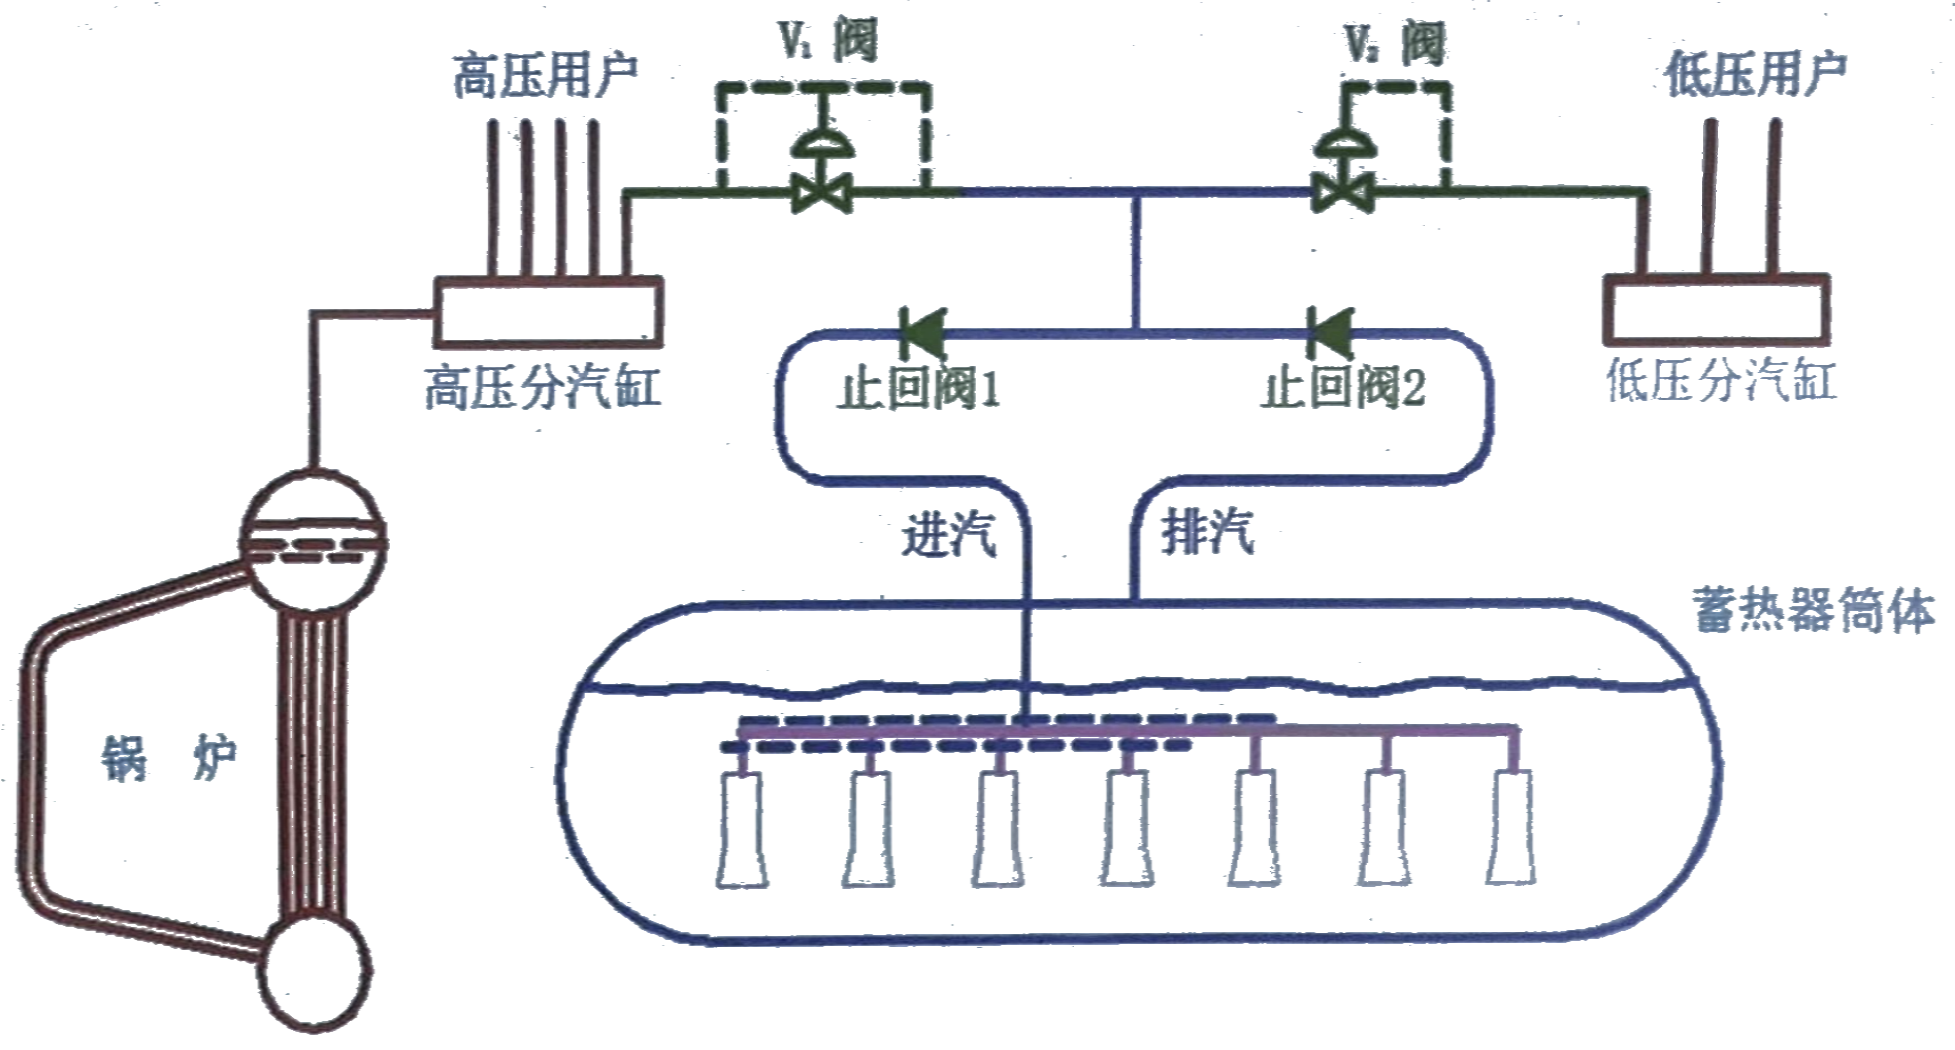 V₁ 阀
V₂ 阀
高压用户
低压用户
高压分汽缸
止回阀1
止回阀2
低压分汽缸
进汽
排汽
蓄热器筒体
锅 炉